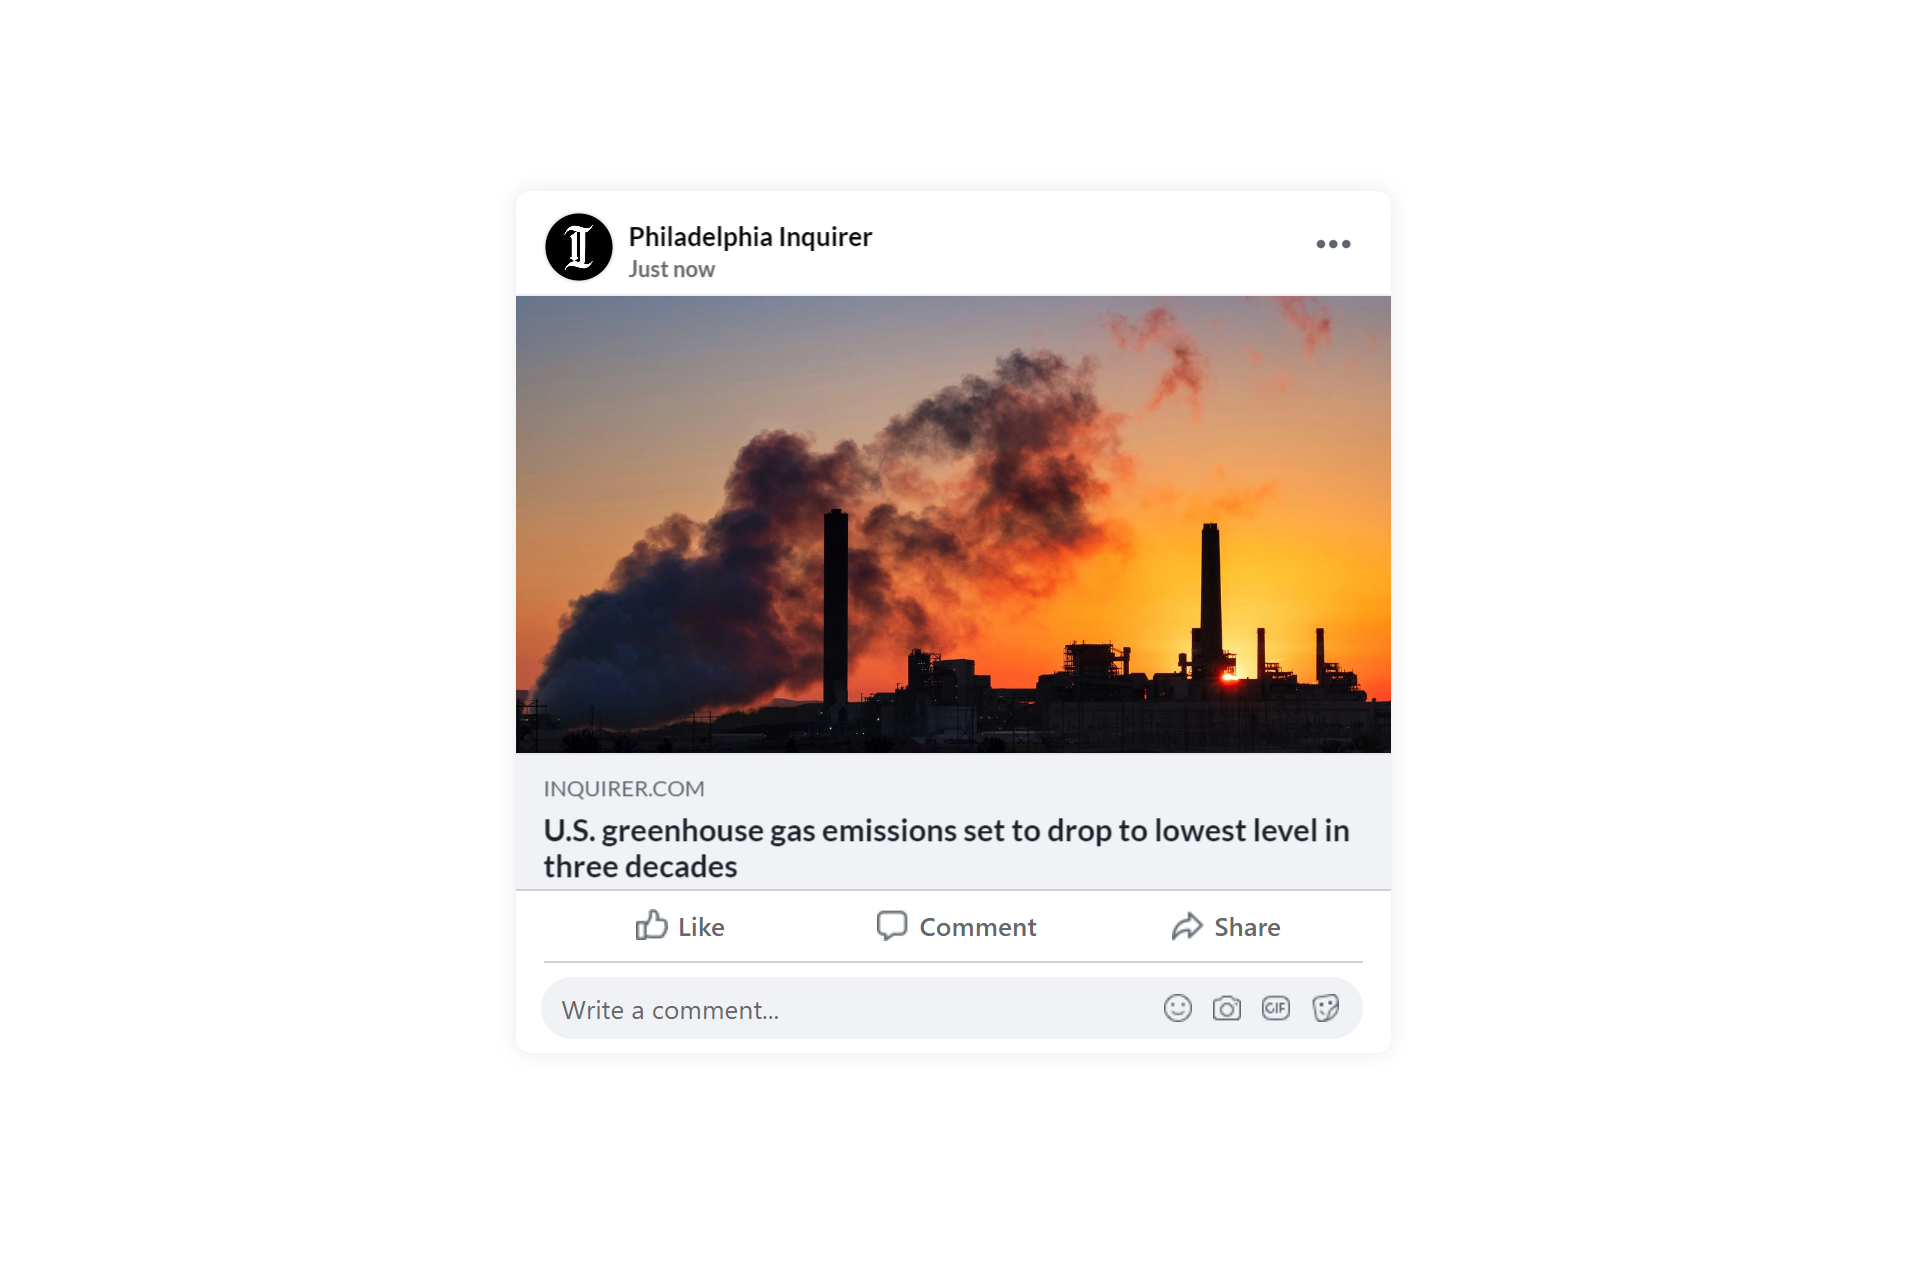 Philadelphia Inquirer
Just now
INQUIRER.COM
U.S. greenhouse gas emissions set to drop to lowest level in
three decades
Like
Comment
Share
Write a comment...
GIF